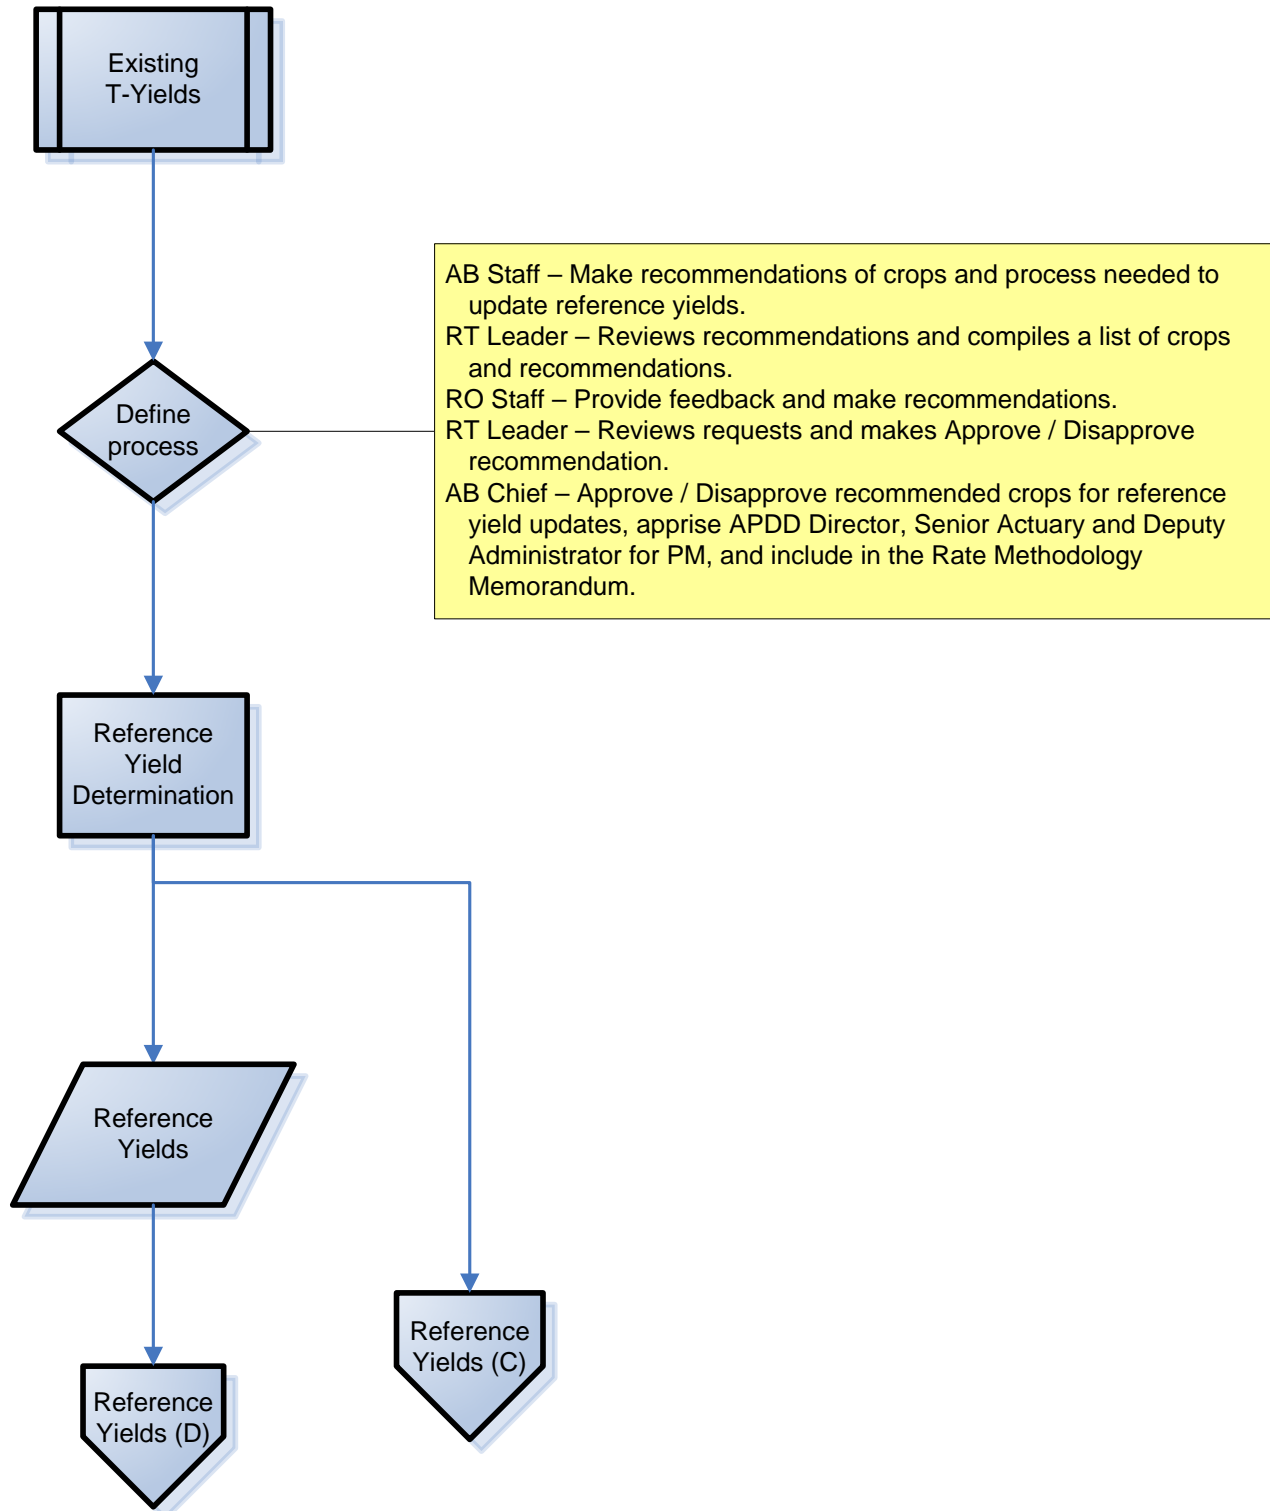 Existing
T-Yields
AB Staff – Make recommendations of crops and process needed to
update reference yields.
RT Leader – Reviews recommendations and compiles a list of crops
and recommendations.
RO Staff – Provide feedback and make recommendations.
RT Leader – Reviews requests and makes Approve / Disapprove
recommendation.
AB Chief – Approve / Disapprove recommended crops for reference
yield updates, apprise APDD Director, Senior Actuary and Deputy
Administrator for PM, and include in the Rate Methodology
Memorandum.
Define
process
Reference
Yield
Determination
Reference
Yields
Reference
Yields (C)
Reference
Yields (D)